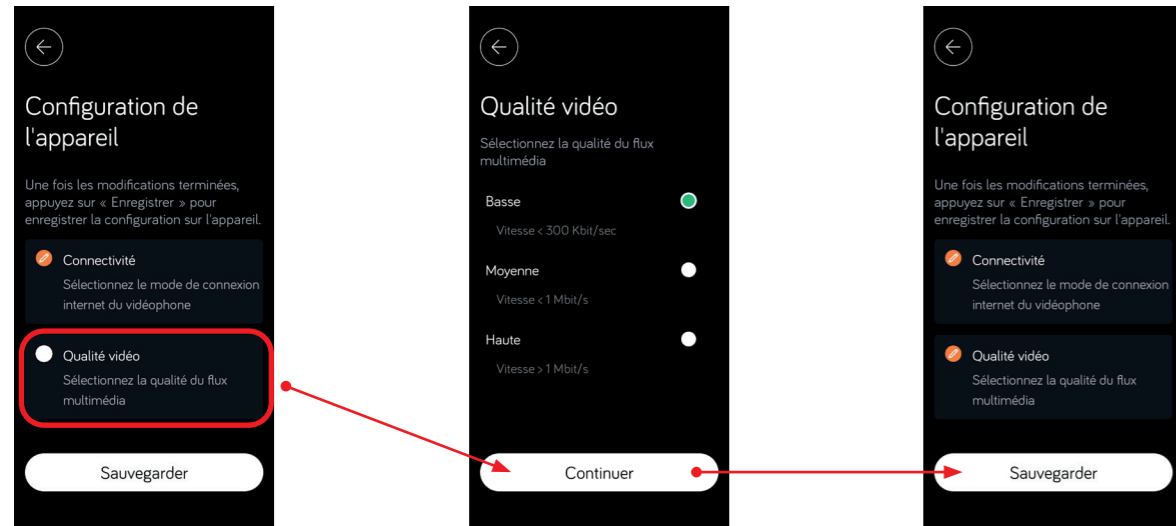 Configuration de
l'appareil
Une fois les modifications terminées,
appuyez sur « Enregistrer » pour
enregistrer la configuration sur l'appareil.
Connectivité
Sélectionnez le mode de connexion
internet du vidéophone
Qualité vidéo
Sélectionnez la qualité du flux
multimédia
Sauvegarder
Qualité vidéo
Sélectionnez la qualité du flux
multimédia
Basse
Vitesse < 300 Kbit/sec
Moyenne
Vitesse < 1 Mbit/s
Haute
Vitesse > 1 Mbit/s
Continuer
Configuration de
l'appareil
Une fois les modifications terminées,
appuyez sur « Enregistrer » pour
enregistrer la configuration sur l'appareil.
Connectivité
Sélectionnez le mode de connexion
internet du vidéophone
Qualité vidéo
Sélectionnez la qualité du flux
multimédia
Sauvegarder